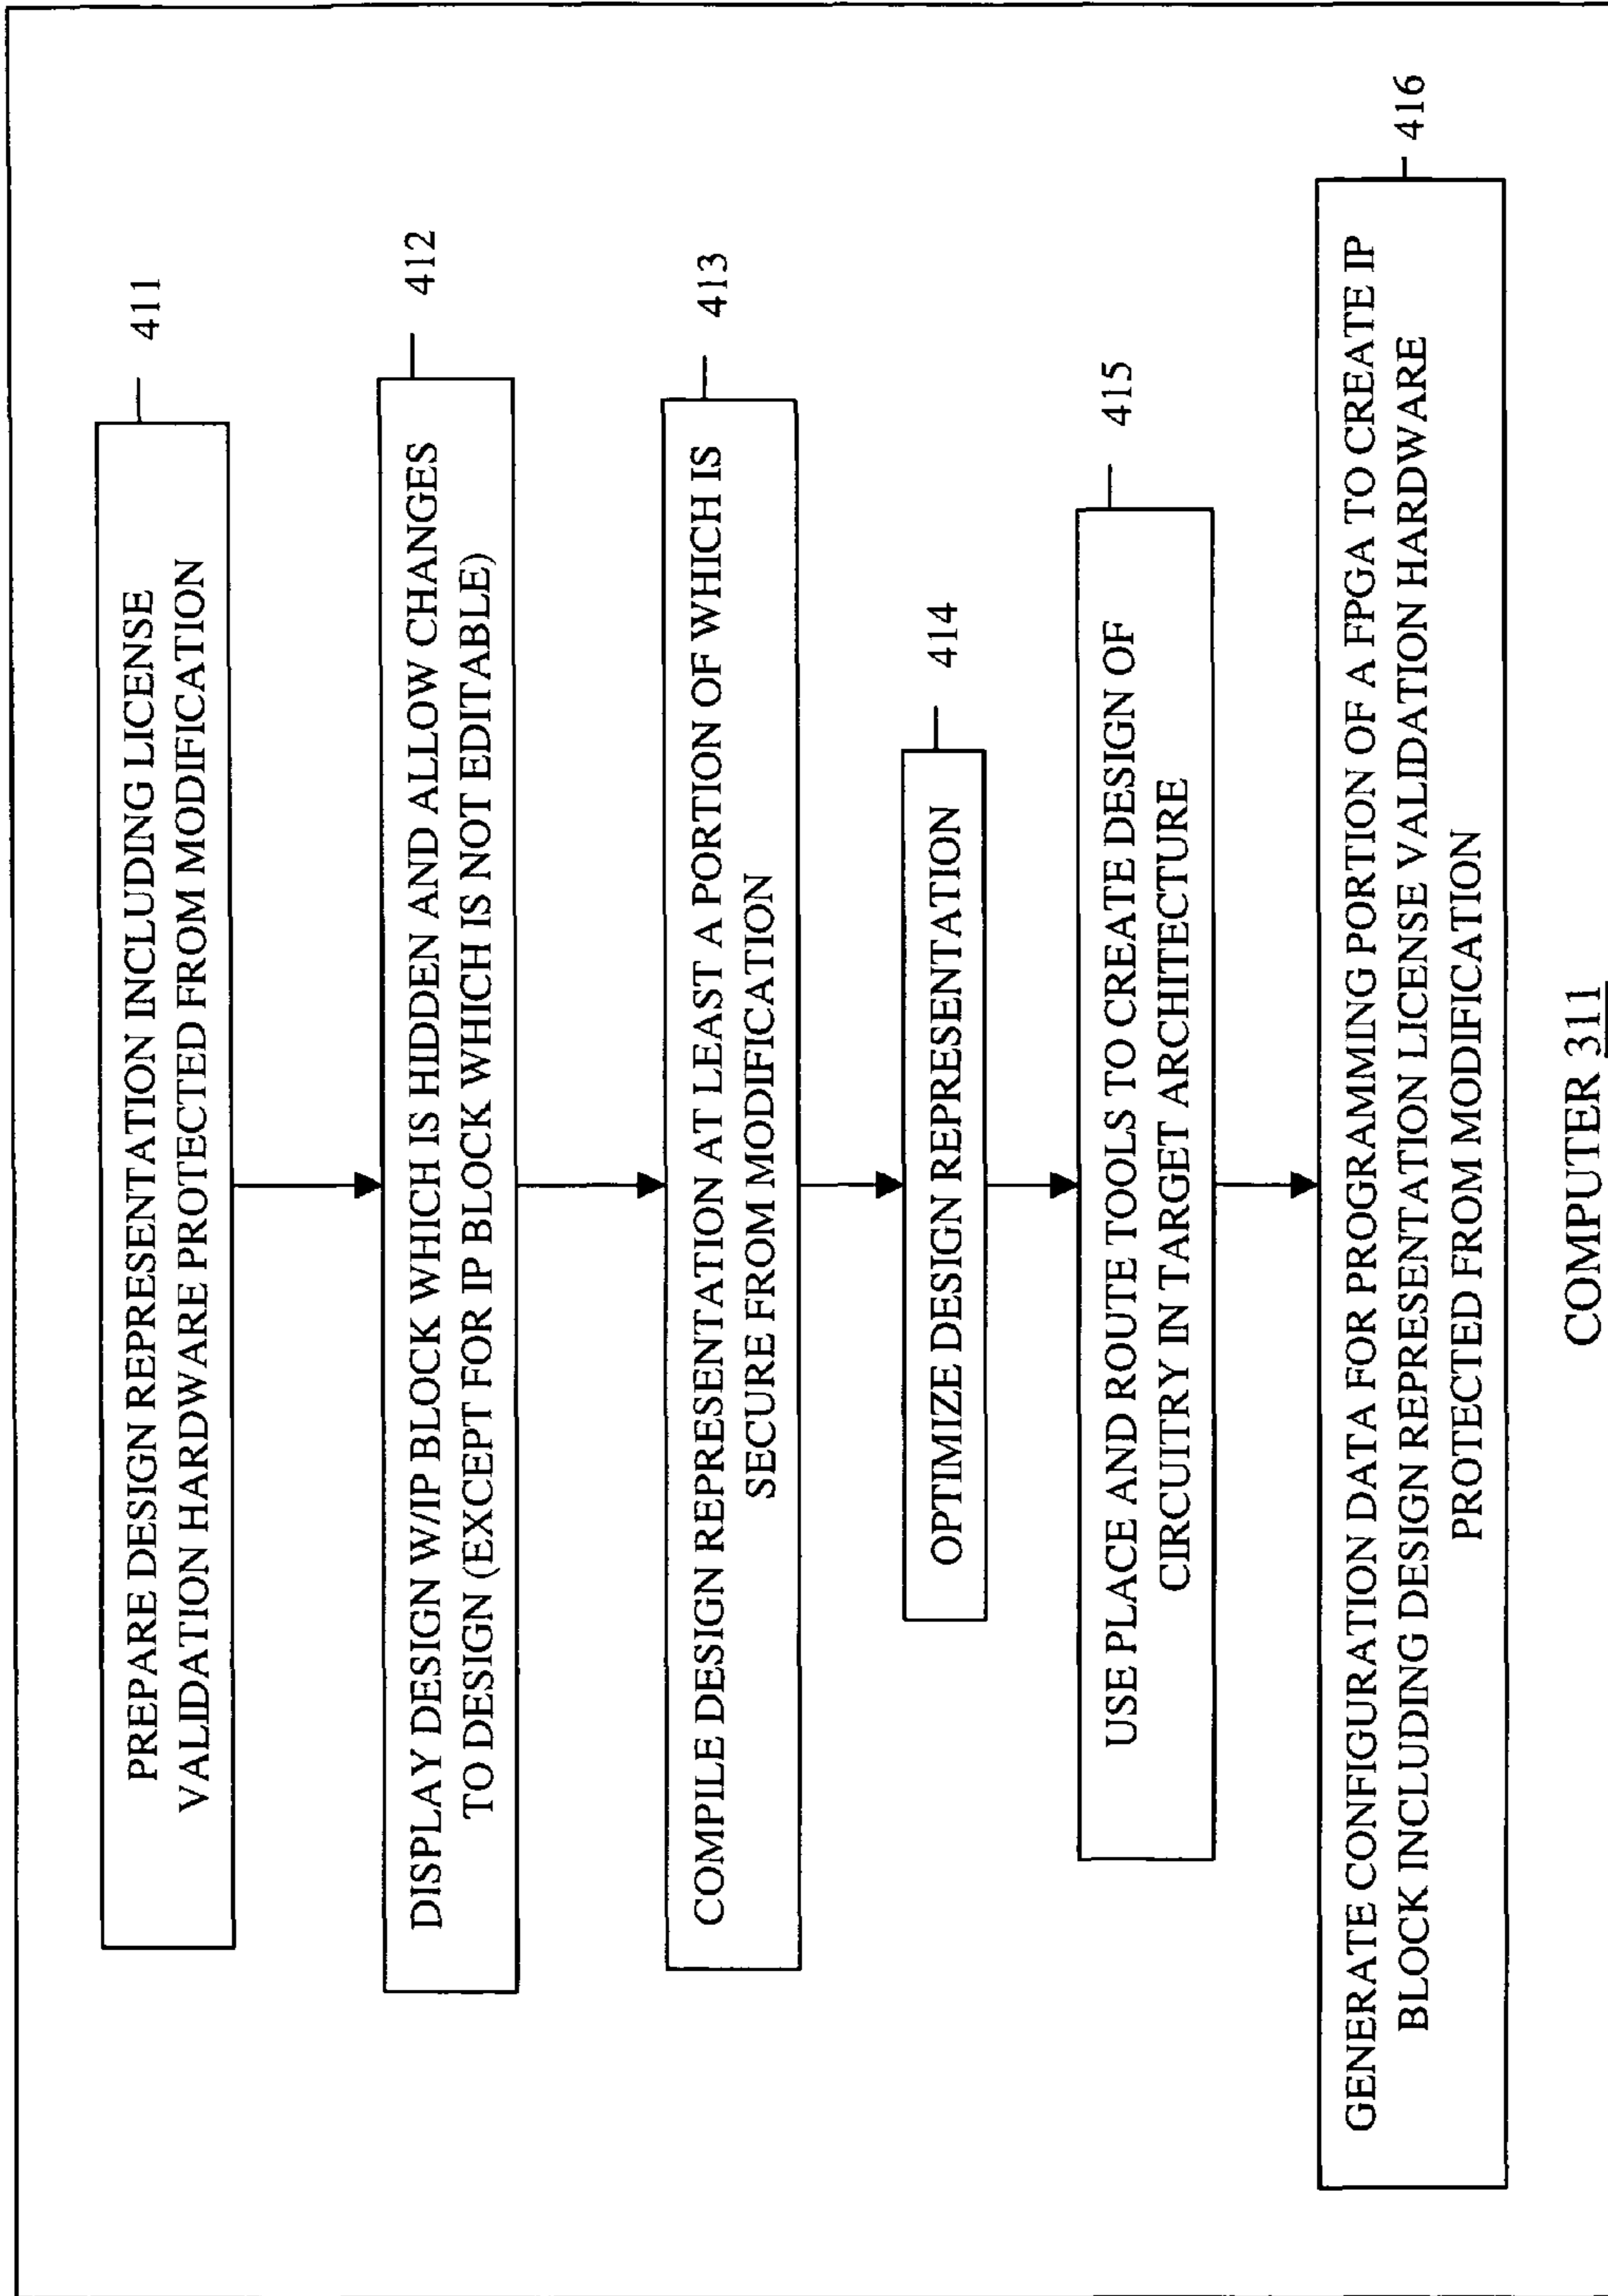 PREPARE DESIGN REPRESENTATION INCLUDING LICENSE
VALIDATION HARDWARE PROTECTED FROM MODIFICATION
411
DISPLAY DESIGN W/IP BLOCK WHICH IS HIDDEN AND ALLOW CHANGES
TO DESIGN (EXCEPT FOR IP BLOCK WHICH IS NOT EDITABLE)
412
COMPILE DESIGN REPRESENTATION AT LEAST A PORTION OF WHICH IS
SECURE FROM MODIFICATION
413
OPTIMIZE DESIGN REPRESENTATION
414
USE PLACE AND ROUTE TOOLS TO CREATE DESIGN OF
CIRCUITRY IN TARGET ARCHITECTURE
415
GENERATE CONFIGURATION DATA FOR PROGRAMMING PORTION OF A FPGA TO CREATE IP
BLOCK INCLUDING DESIGN REPRESENTATION LICENSE VALIDATION HARDWARE
PROTECTED FROM MODIFICATION
416
COMPUTER 311